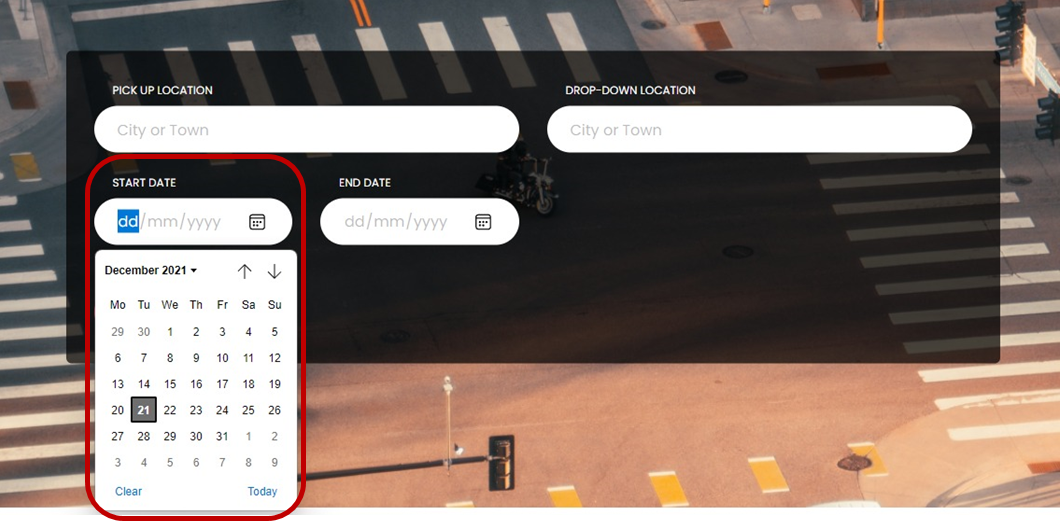 PICK UP LOCATION
DROP-DOWN LOCATION
City or Town
City or Town
START DATE
END DATE
dd/mm/yyyy
dd/mm/yyyy
December 2021
Mo Tu We Th Fr Sa Su
29 30 1 2 3 4 5
6 7 8 9 10 11 12
13 14 15 16 17 18 19
20 21 22 23 24 25 26
27 28 29 30 31 1 2
3 4 5 6 7 8 9
Clear Today